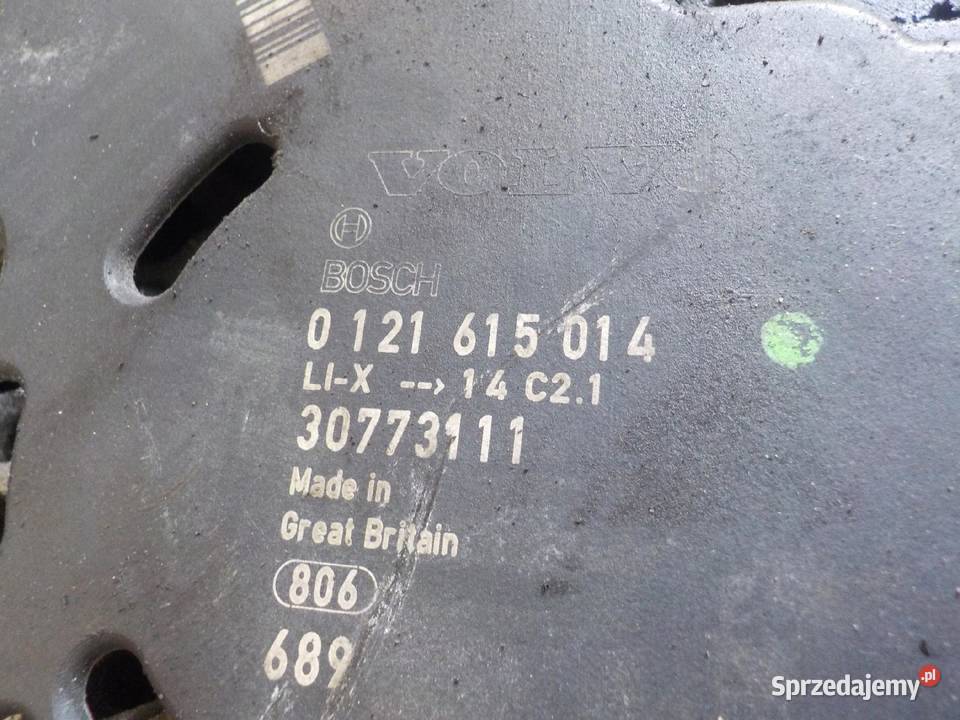 VOLVO
BOSCH
0 121 615 014
LI-X --> 14 C2.1
30773111
Made in
Great Britain
806
689
Sprzedajemy.pl